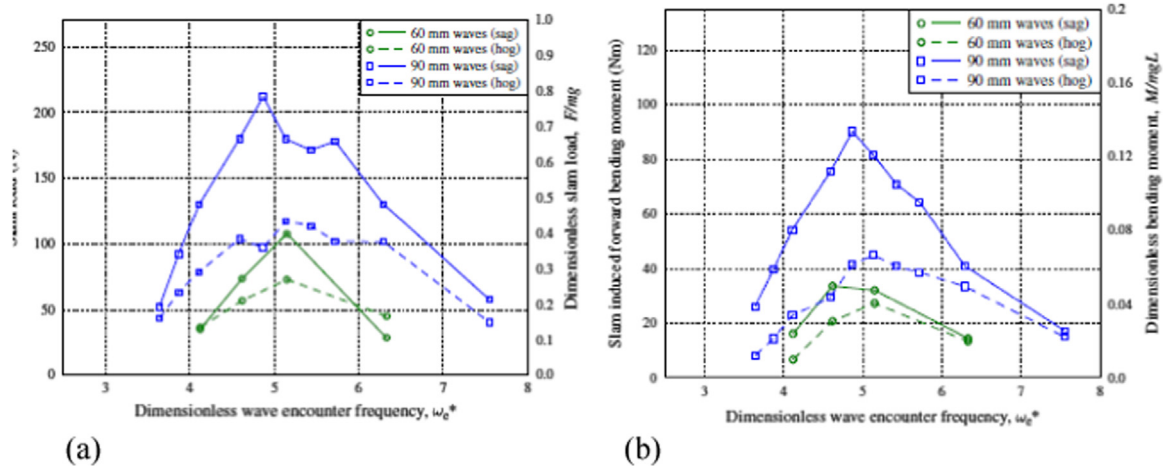 250
200
150
100
50
0
3 4 5 6 7 8
Dimensionless wave encounter frequency, ωe*
1.0
0.9
0.8
0.7
0.6
0.5
0.4
0.3
0.2
0.1
0.0
Dimensionless slam load, F/mg
60 mm waves (sag)
60 mm waves (hog)
90 mm waves (sag)
90 mm waves (hog)
(a)
Slam induced forward bending moment (Nm)
120
100
80
60
40
20
0
3 4 5 6 7 8
Dimensionless wave encounter frequency, ωe*
0.2
0.16
0.12
0.08
0.04
0.0
Dimensionless bending moment, M/mgL
60 mm waves (sag)
60 mm waves (hog)
90 mm waves (sag)
90 mm waves (hog)
(b)